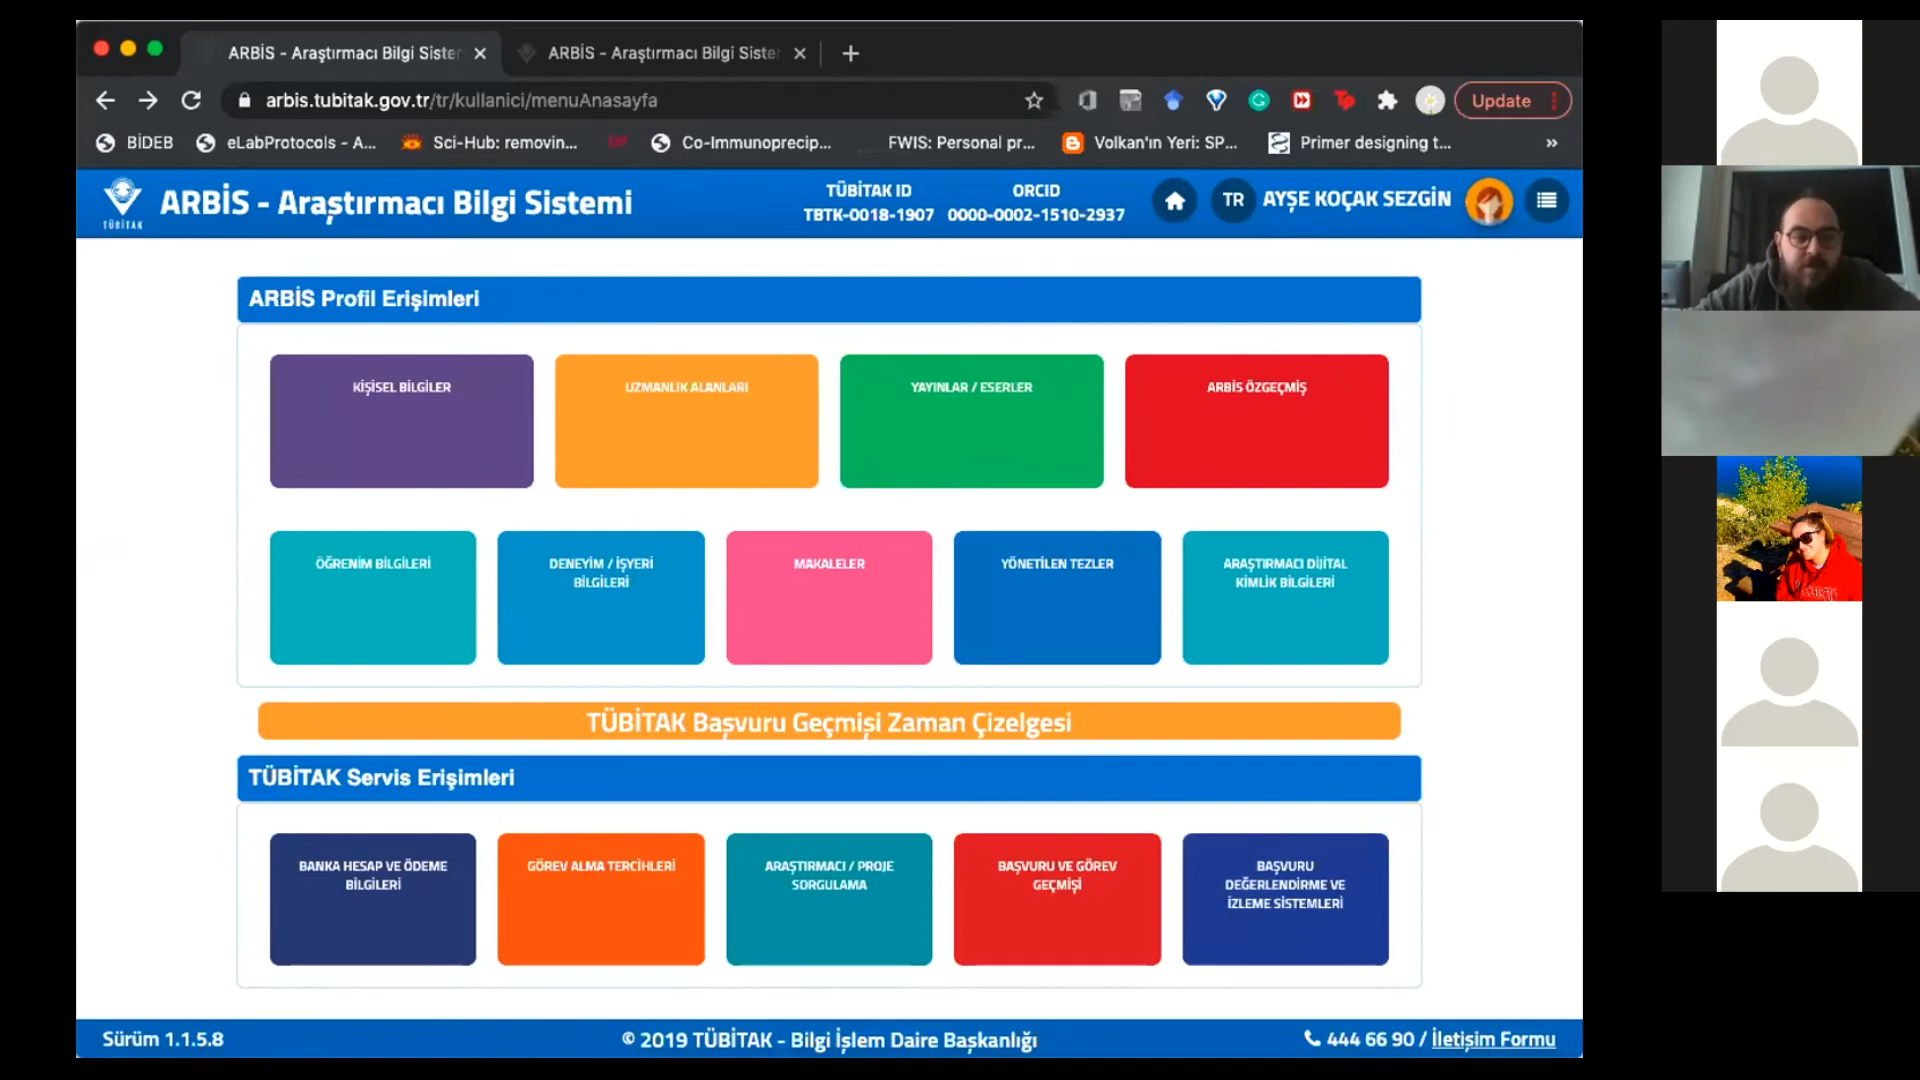 ARBİS - Araştırmacı Bilgi Sister
ARBİS - Araştırmacı Bilgi Sister
arbis.tubitak.gov.tr/tr/kullanici/menuAnasayfa
Update
BİDEB
eLabProtocols - A...
Sci-Hub: removin...
Co-Immunoprecip...
FWIS: Personal pr...
Volkan'ın Yeri: SP...
Primer designing t...
»
TÜBİTAK
ARBİS - Araştırmacı Bilgi Sistemi
TÜBİTAK ID
TBTK-0018-1907
ORCID
0000-0002-1510-2937
TR
AYŞE KOÇAK SEZGİN
ARBİS Profil Erişimleri
KİŞİSEL BİLGİLER
UZMANLIK ALANLARI
YAYINLAR / ESERLER
ARBİS ÖZGEÇMİŞ
ÖĞRENİM BİLGİLERİ
DENEYİM / İŞYERİ
BİLGİLERİ
MAKALELER
YÖNETİLEN TEZLER
ARAŞTIRMACI DİJİTAL
KİMLİK BİLGİLERİ
TÜBİTAK Başvuru Geçmişi Zaman Çizelgesi
TÜBİTAK Servis Erişimleri
BANKA HESAP VE ÖDEME
BİLGİLERİ
GÖREV ALMA TERCİHLERİ
ARAŞTIRMACI / PROJE
SORGULAMA
BAŞVURU VE GÖREV
GEÇMİŞİ
BAŞVURU
DEĞERLENDİRME VE
İZLEME SİSTEMLERİ
Sürüm 1.1.5.8
© 2019 TÜBİTAK - Bilgi İşlem Daire Başkanlığı
444 66 90 / İletişim Formu